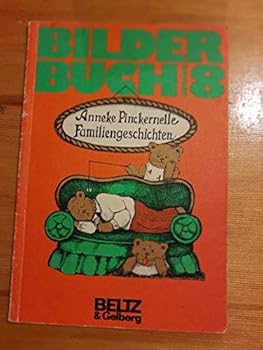 BILDER
BUCH 8
Anneke Pinckernelle
Familiengeschichten
BELTZ
& Gelberg